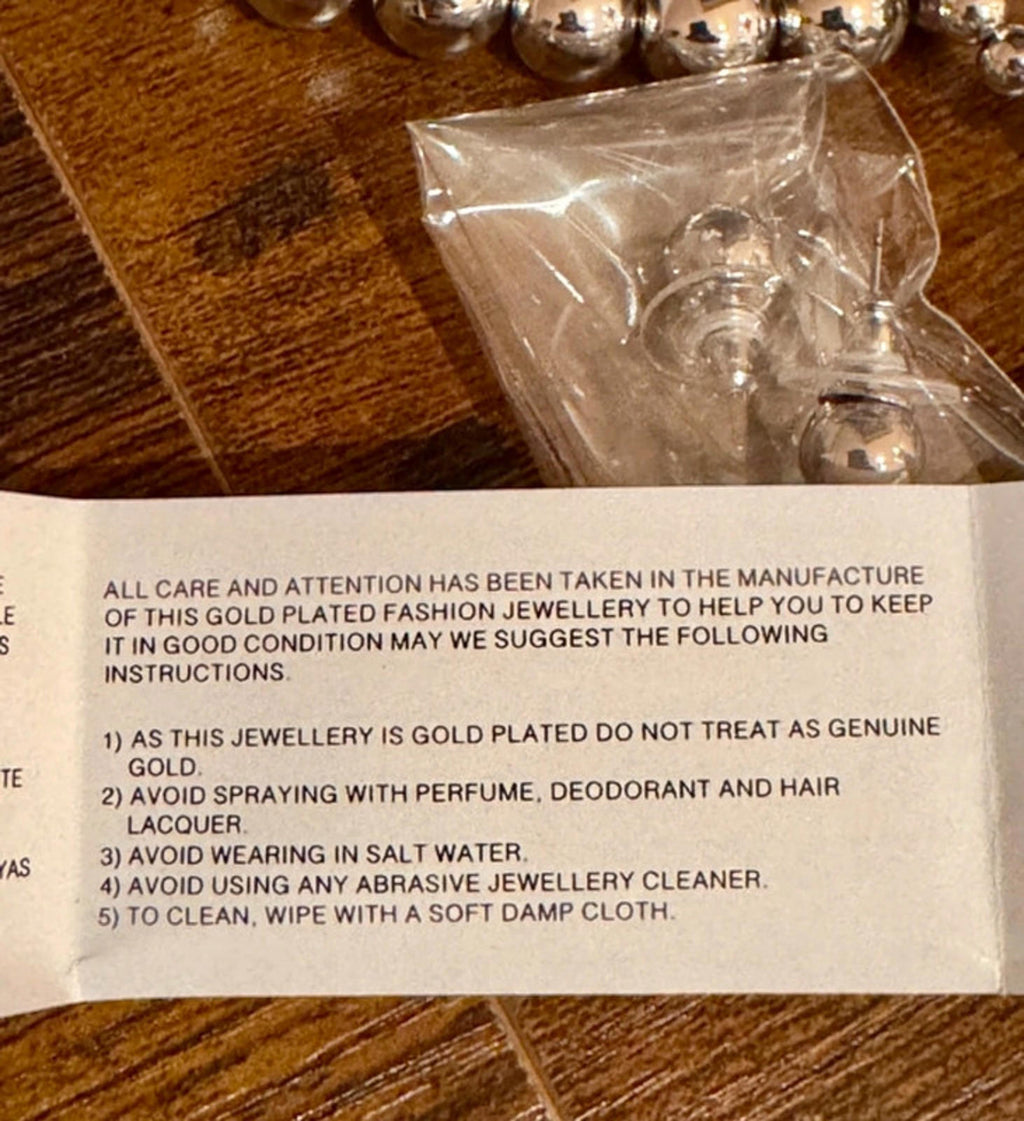 LE
S
TE
YAS
ALL CARE AND ATTENTION HAS BEEN TAKEN IN THE MANUFACTURE
OF THIS GOLD PLATED FASHION JEWELLERY TO HELP YOU TO KEEP
IT IN GOOD CONDITION MAY WE SUGGEST THE FOLLOWING
INSTRUCTIONS.
1) AS THIS JEWELLERY IS GOLD PLATED DO NOT TREAT AS GENUINE
GOLD.
2) AVOID SPRAYING WITH PERFUME, DEODORANT AND HAIR
LACQUER.
3) AVOID WEARING IN SALT WATER.
4) AVOID USING ANY ABRASIVE JEWELLERY CLEANER.
5) TO CLEAN, WIPE WITH A SOFT DAMP CLOTH.